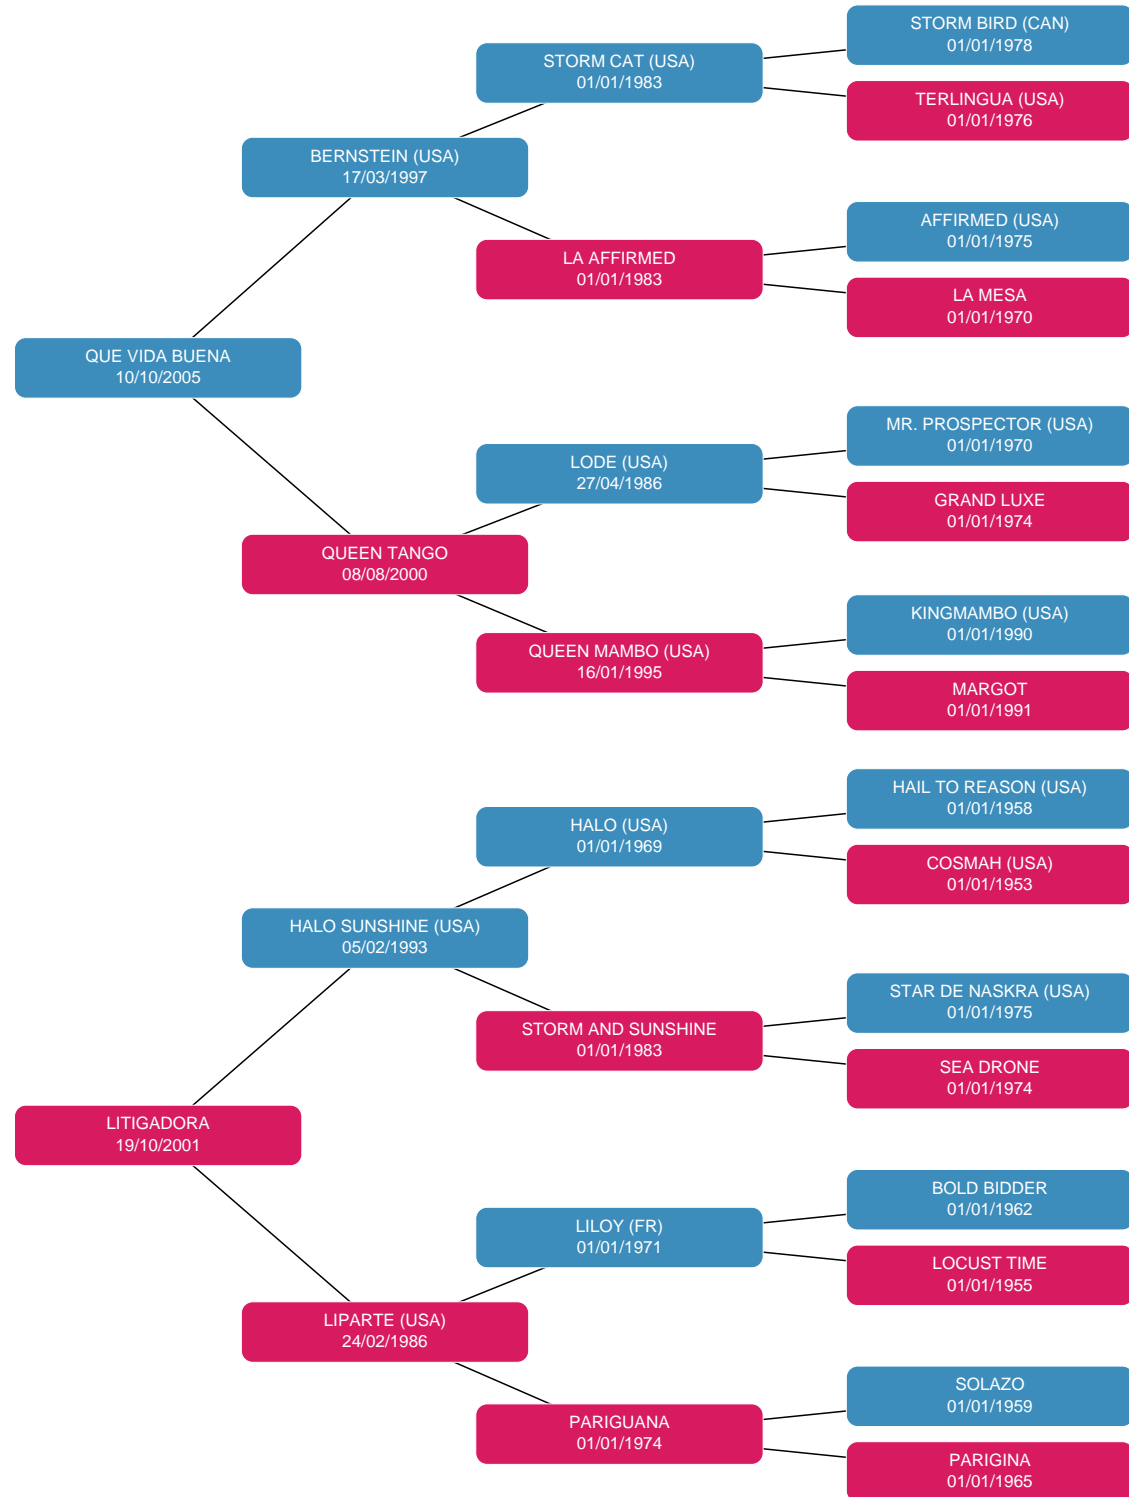 STORM BIRD (CAN)
01/01/1978
STORM CAT (USA)
01/01/1983
TERLINGUA (USA)
01/01/1976
BERNSTEIN (USA)
17/03/1997
AFFIRMED (USA)
01/01/1975
LA AFFIRMED
01/01/1983
LA MESA
01/01/1970
QUE VIDA BUENA
10/10/2005
MR. PROSPECTOR (USA)
01/01/1970
LODE (USA)
27/04/1986
GRAND LUXE
01/01/1974
QUEEN TANGO
08/08/2000
KINGMAMBO (USA)
01/01/1990
QUEEN MAMBO (USA)
16/01/1995
MARGOT
01/01/1991
HAIL TO REASON (USA)
01/01/1958
HALO (USA)
01/01/1969
COSMAH (USA)
01/01/1953
HALO SUNSHINE (USA)
05/02/1993
STAR DE NASKRA (USA)
01/01/1975
STORM AND SUNSHINE
01/01/1983
SEA DRONE
01/01/1974
LITIGADORA
19/10/2001
BOLD BIDDER
01/01/1962
LILOY (FR)
01/01/1971
LOCUST TIME
01/01/1955
LIPARTE (USA)
24/02/1986
SOLAZO
01/01/1959
PARIGUANA
01/01/1974
PARIGINA
01/01/1965